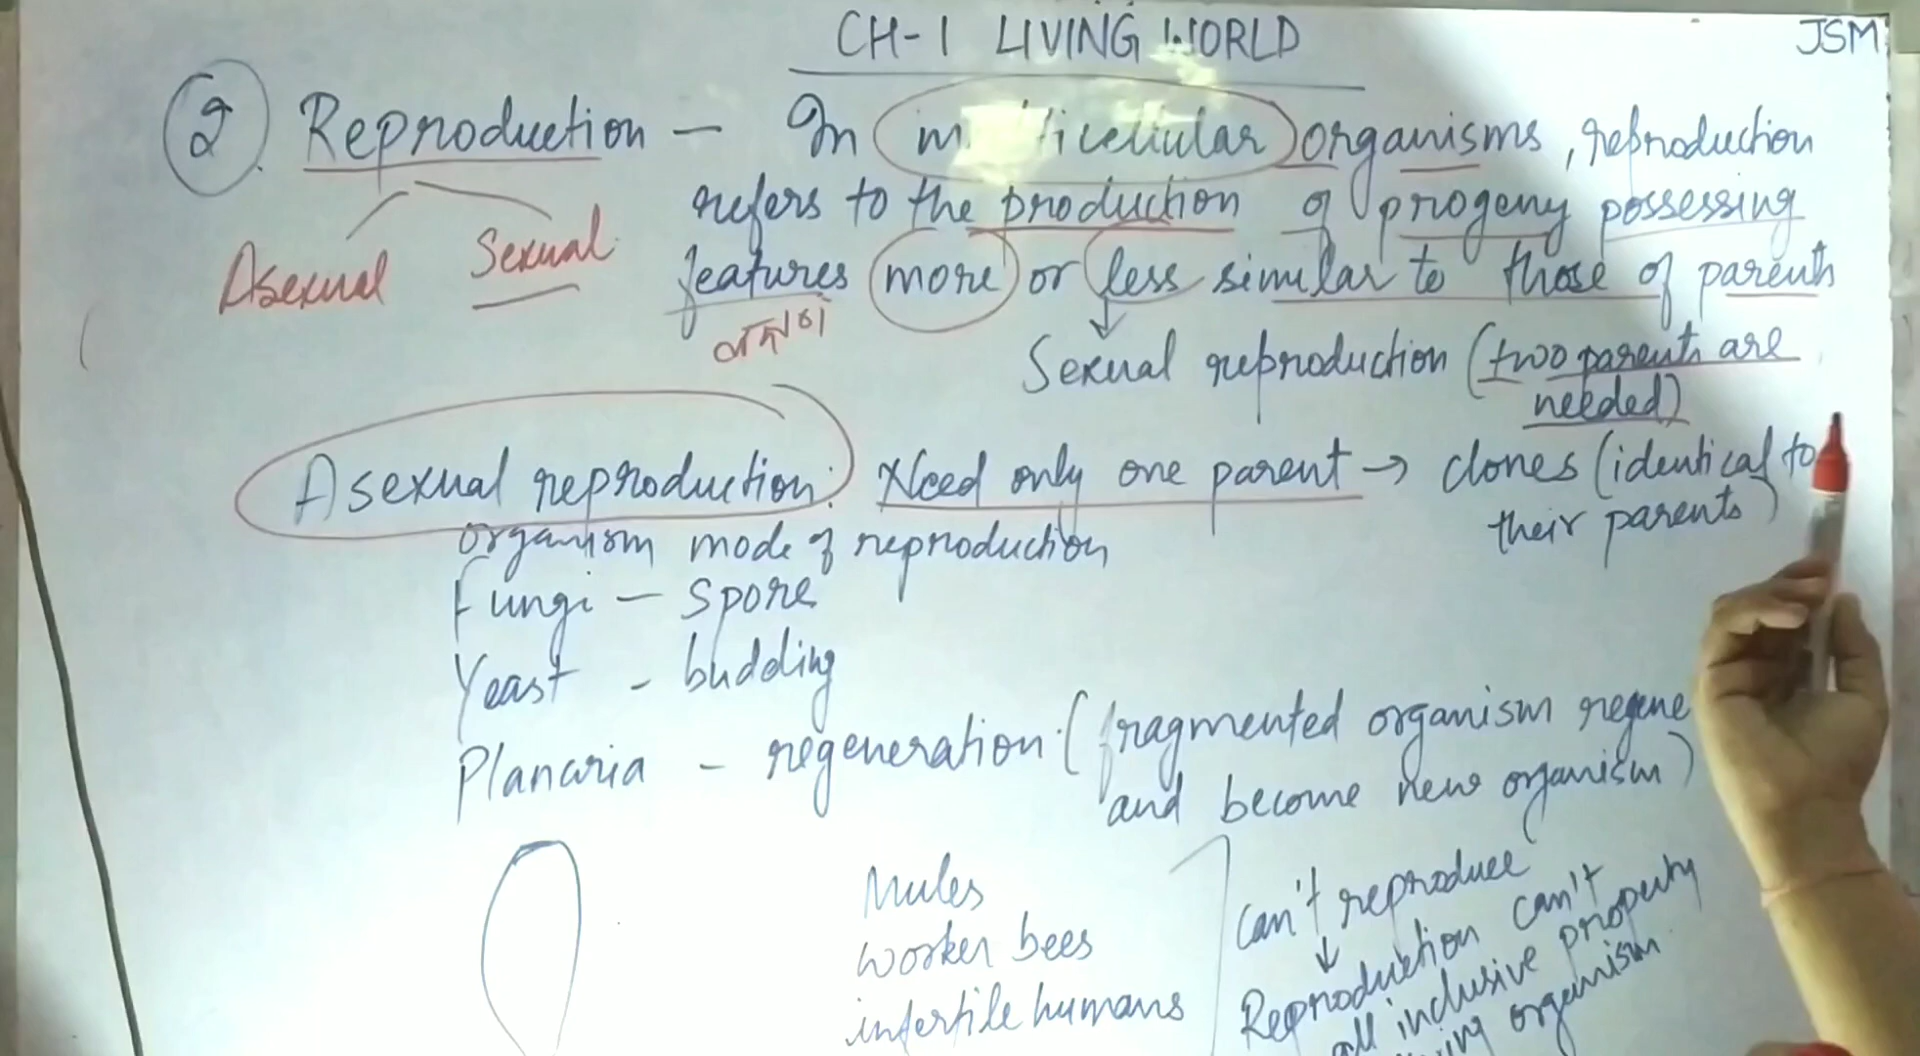 CH-1 LIVING WORLD
JSM
2. Reproduction - In multicellular organisms, reproduction
refers to the production of progeny possessing
features more or less similar to those of parents
Asexual Sexual
Sexual reproduction (two parents are
needed)
Asexual reproduction: Need only one parent → clones (identical to
their parents)
organism mode of reproduction
Fungi - spore
Yeast - budding
Planaria - regeneration (fragmented organism regene
and become new organism)
Mules
worker bees
infertile humans
can't reproduce
↓
Reproduction can't
all inclusive property
organism